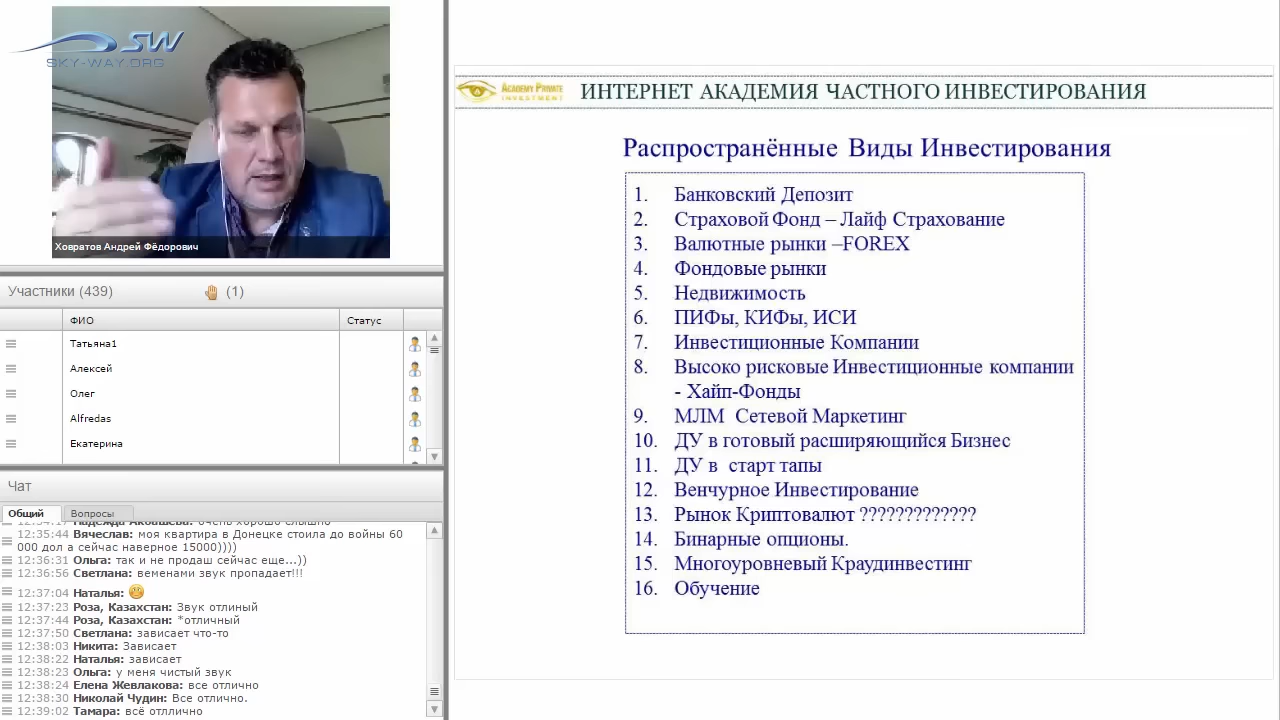 SW
SKY-WAY.ORG
Ховратов Андрей Фёдорович
Участники (439)
(1)
ФИО
Статус
Татьяна1
Алексей
Олег
Alfredas
Екатерина
Чат
Общий
Вопросы
12:35:44 Вячеслав: моя квартира в Донецке стоила до войны 60
000 дол а сейчас наверное 15000))))
12:36:31 Ольга: так и не продаш сейчас еще...))
12:36:56 Светлана: веменами звук пропадает!!!
12:37:04 Наталья:
12:37:23 Роза, Казахстан: Звук отлиный
12:37:44 Роза, Казахстан: *отличный
12:37:50 Светлана: зависает что-то
12:38:03 Никита: Зависает
12:38:22 Наталья: зависает
12:38:23 Ольга: у меня чистый звук
12:38:24 Елена Жевлакова: все отлично
12:38:30 Николай Чудин: Все отлично.
12:39:02 Тамара: всё отллично
ACADEMY PRIVATE
INVESTMENT
ИНТЕРНЕТ АКАДЕМИЯ ЧАСТНОГО ИНВЕСТИРОВАНИЯ
Распространённые Виды Инвестирования
1. Банковский Депозит
2. Страховой Фонд – Лайф Страхование
3. Валютные рынки –FOREX
4. Фондовые рынки
5. Недвижимость
6. ПИФы, КИФы, ИСИ
7. Инвестиционные Компании
8. Высоко рисковые Инвестиционные компании
- Хайп-Фонды
9. МЛМ Сетевой Маркетинг
10. ДУ в готовый расширяющийся Бизнес
11. ДУ в старт тапы
12. Венчурное Инвестирование
13. Рынок Криптовалют ?????????????
14. Бинарные опционы.
15. Многоуровневый Краудинвестинг
16. Обучение